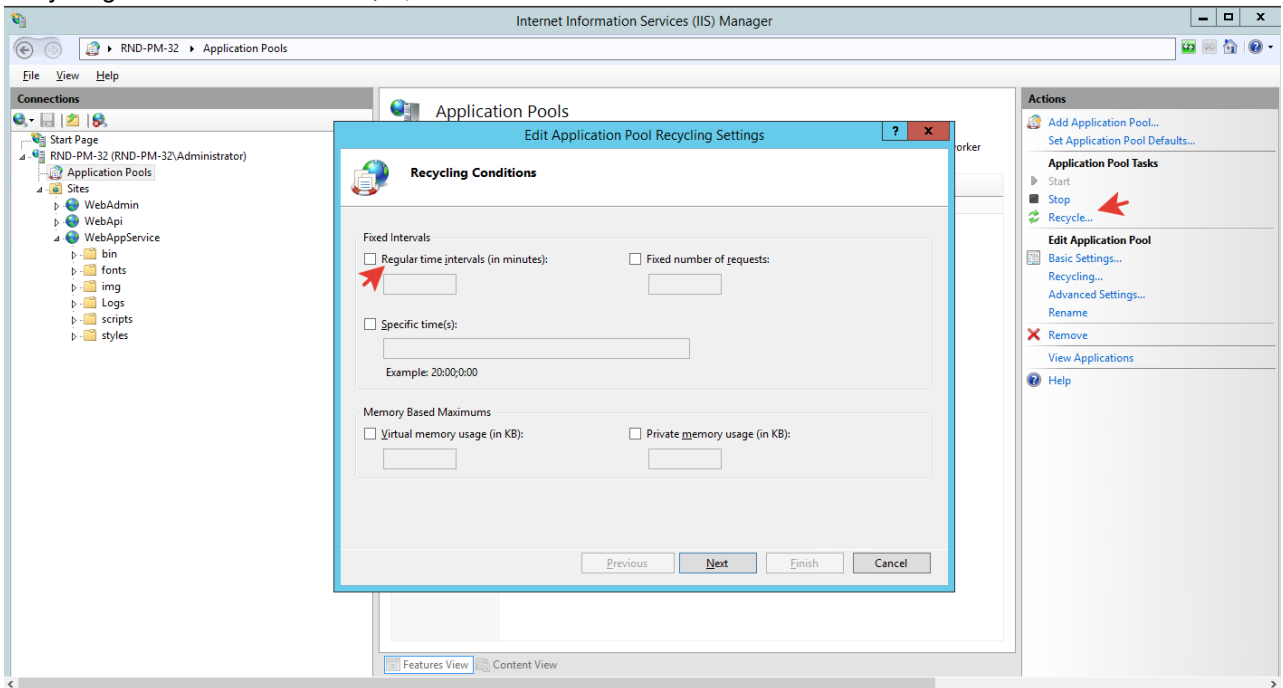 Internet Information Services (IIS) Manager
RND-PM-32 Application Pools
File View Help
Connections
Start Page
RND-PM-32 (RND-PM-32\Administrator)
Application Pools
Sites
WebAdmin
WebApi
WebAppService
bin
fonts
img
Logs
scripts
styles
Application Pools
orker
Edit Application Pool Recycling Settings
? x
Recycling Conditions
Fixed Intervals
Regular time intervals (in minutes):
Fixed number of requests:
Specific time(s):
Example: 20:00;0:00
Memory Based Maximums
Virtual memory usage (in KB):
Private memory usage (in KB):
Previous Next Finish Cancel
Features View Content View
Actions
Add Application Pool...
Set Application Pool Defaults...
Application Pool Tasks
Start
Stop
Recycle...
Edit Application Pool
Basic Settings...
Recycling...
Advanced Settings...
Rename
Remove
View Applications
Help